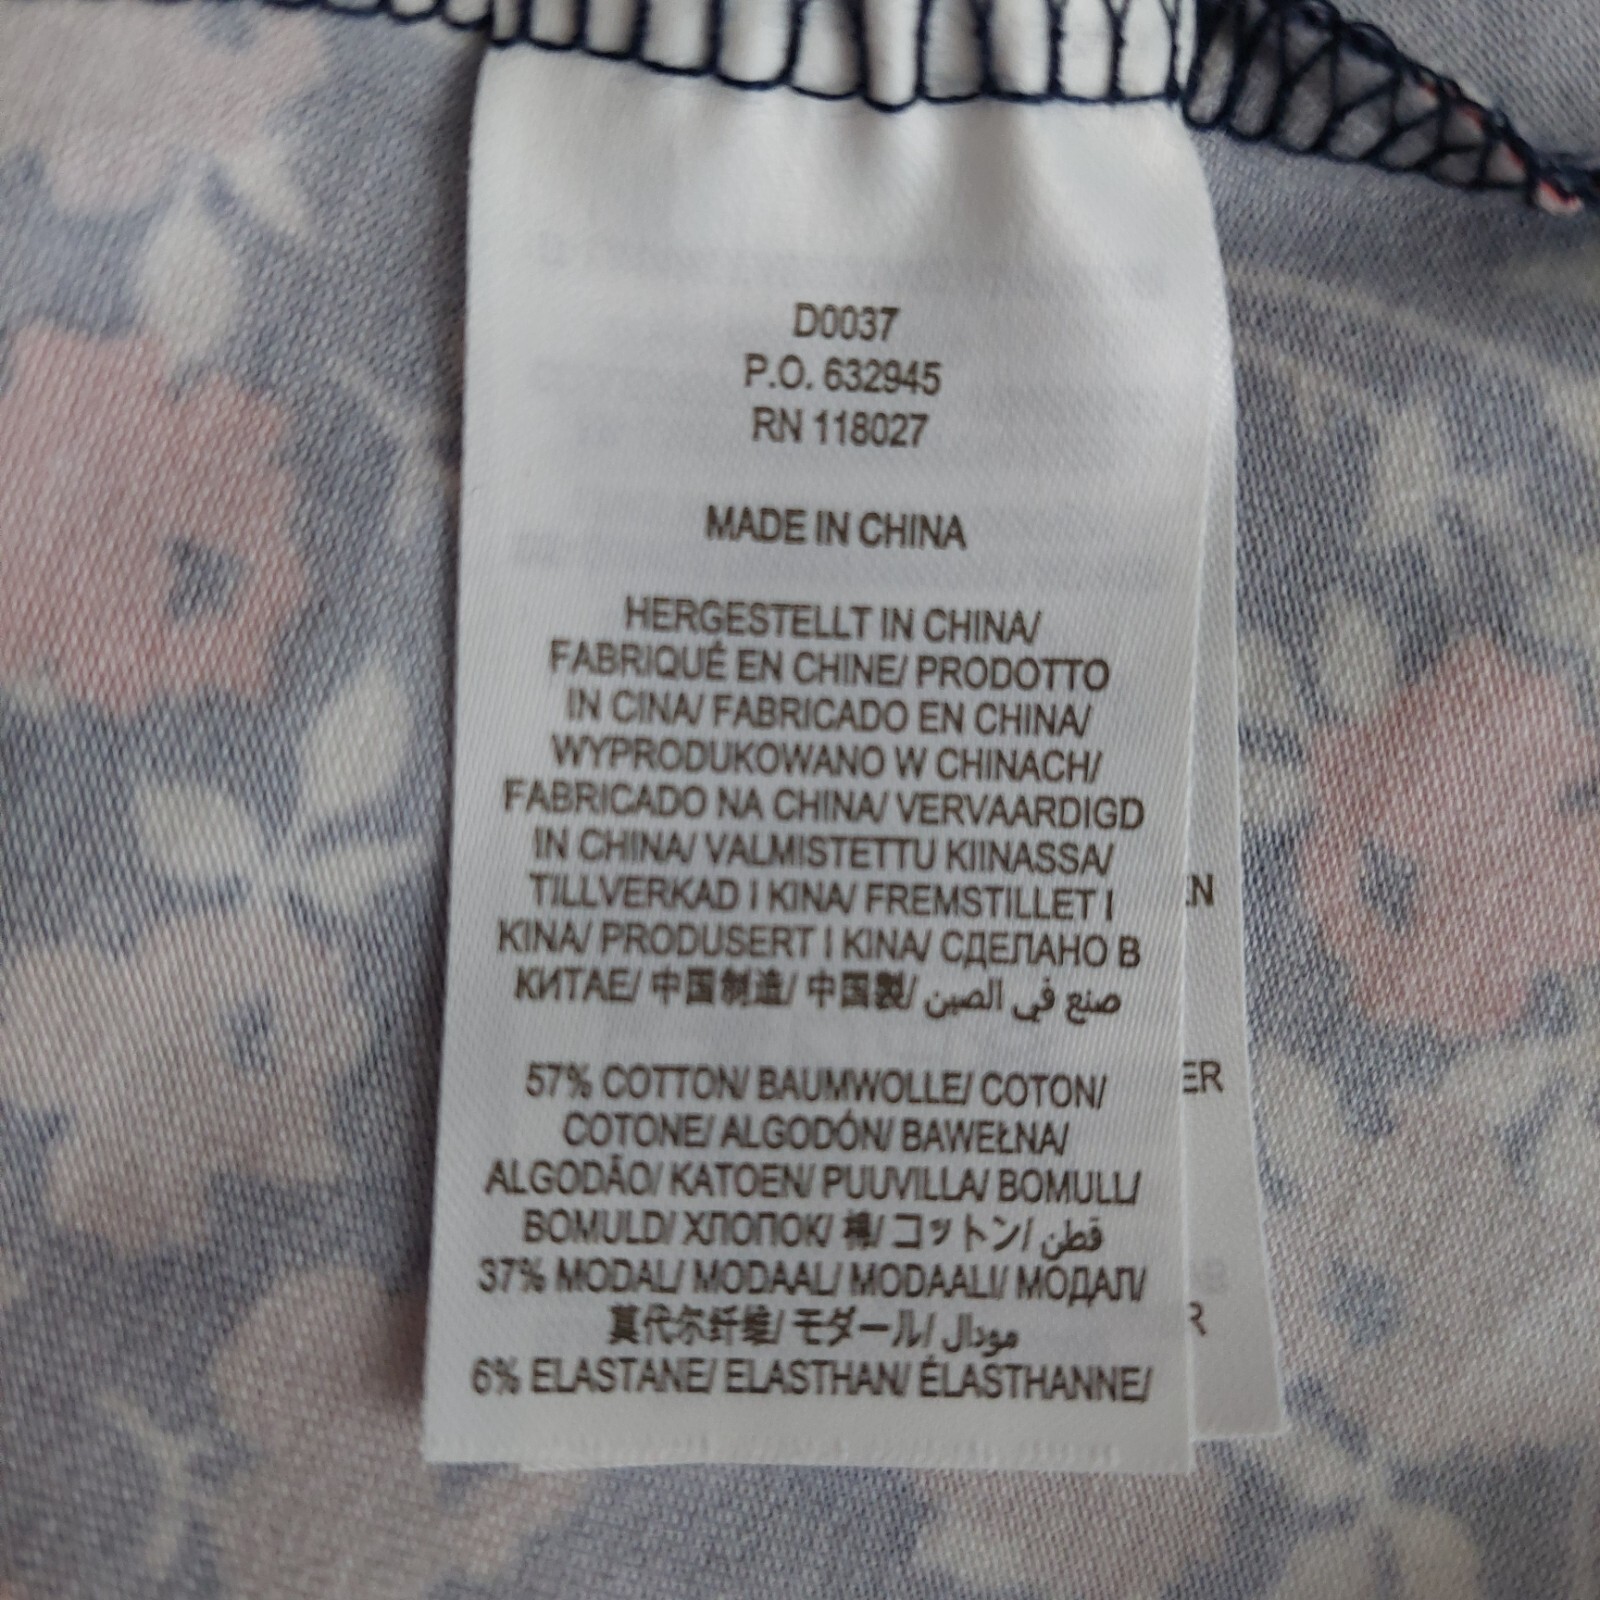 D0037
P.O. 632945
RN 118027
MADE IN CHINA
HERGESTELLT IN CHINA/
FABRIQUÉ EN CHINE/ PRODOTTO
IN CINA/ FABRICADO EN CHINA/
WYPRODUKOWANO W CHINACH/
FABRICADO NA CHINA/ VERVAARDIGD
IN CHINA/ VALMISTETTU KIINASSA/
TILLVERKAD I KINA/ FREMSTILLET I
KINA/ PRODUSERT I KINA/ СДЕЛАНО В
КИТАЕ/ 中国制造/ 中国製/ صنع في الصين
57% COTTON/ BAUMWOLLE/ COTON/
COTONE/ ALGODÓN/ BAWEŁNA/
ALGODÃO/ KATOEN/ PUUVILLA/ BOMULL/
BOMULD/ ХЛОПОК/ 棉/ コットン/ قطن
37% MODAL/ MODAAL/ MODAALI/ МОДАЛ/
莫代尔纤维/ モダール/ مودال
6% ELASTANE/ ELASTHAN/ ÉLASTHANNE/